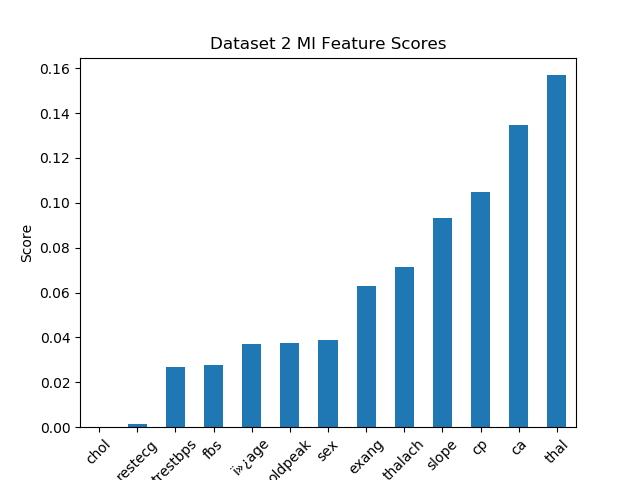 Dataset 2 MI Feature Scores
0.16
0.14
0.12
0.10
0.08
0.06
0.04
0.02
0.00
Score
chol
restecg
trestbps
fbs
ï»¿age
oldpeak
sex
exang
thalach
slope
cp
ca
thal